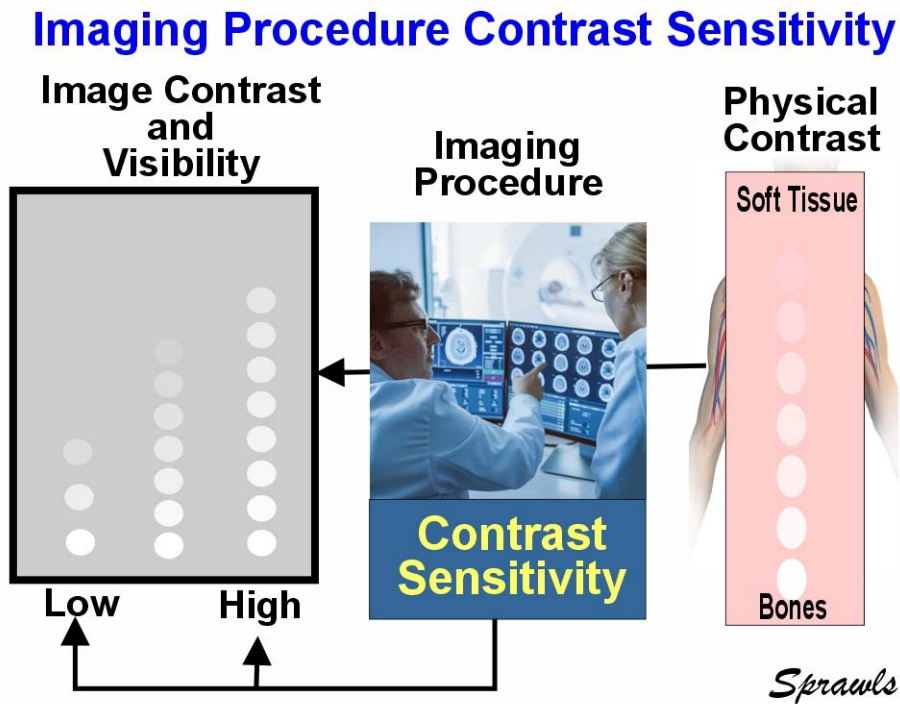 Imaging Procedure Contrast Sensitivity
Image Contrast
and
Visibility
Imaging
Procedure
Physical
Contrast
Soft Tissue
Bones
Contrast
Sensitivity
Low
High
Sprawls